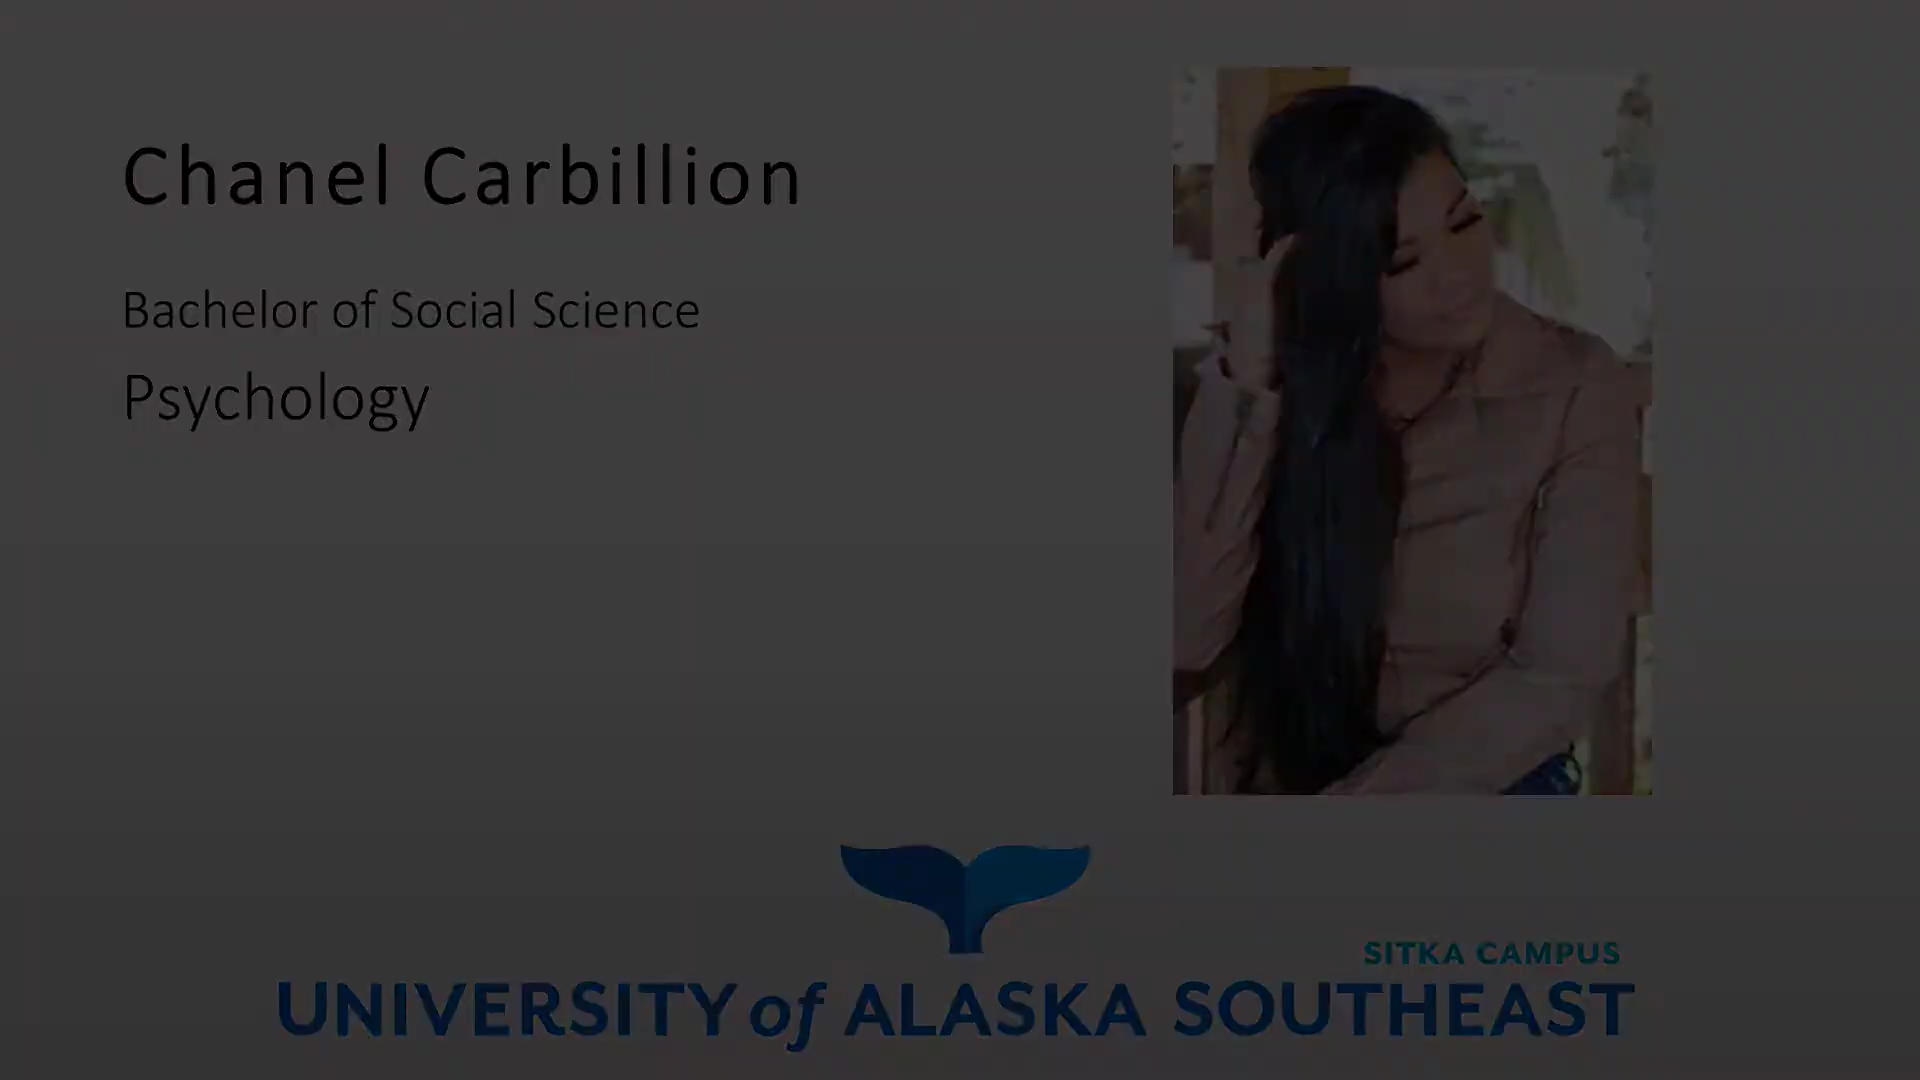 Chanel Carbillion
Bachelor of Social Science
Psychology
SITKA CAMPUS
UNIVERSITY of ALASKA SOUTHEAST